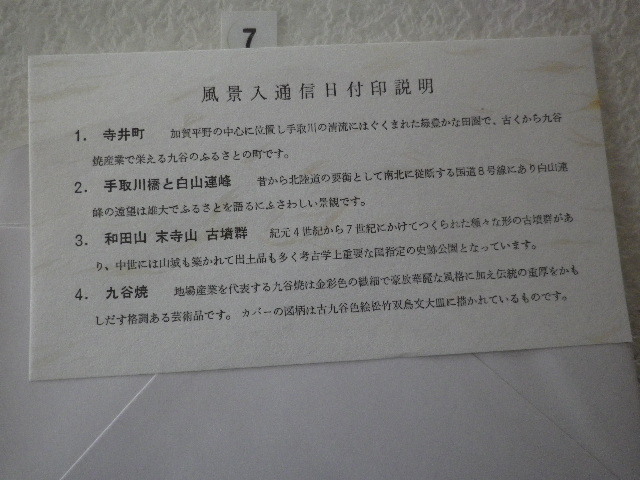 7
風景入通信日付印説明
1. 寺井町 加賀平野の中心に位置し手取川の清流にはぐくまれた緑豊かな田園で、古くから九谷
焼産業で栄える九谷のふるさとの町です。
2. 手取川橋と白山連峰 昔から北陸道の要衝として南北に従断する国道8号線にあり白山連
峰の遠望は雄大でふるさとを語るにふさわしい景観です。
3. 和田山 末寺山 古墳群 紀元4世紀から7世紀にかけてつくられた種々な形の古墳群があ
り、中世には山城も築かれて出土品も多く考古学上重要な国指定の史跡公園となっています。
4. 九谷焼 地場産業を代表する九谷焼は金彩色の繊細で豪放華麗な風格に加え伝統の重厚をかも
しだす格調ある芸術品です。カバーの図柄は古九谷色絵松竹双鳥文大皿に描かれているものです。